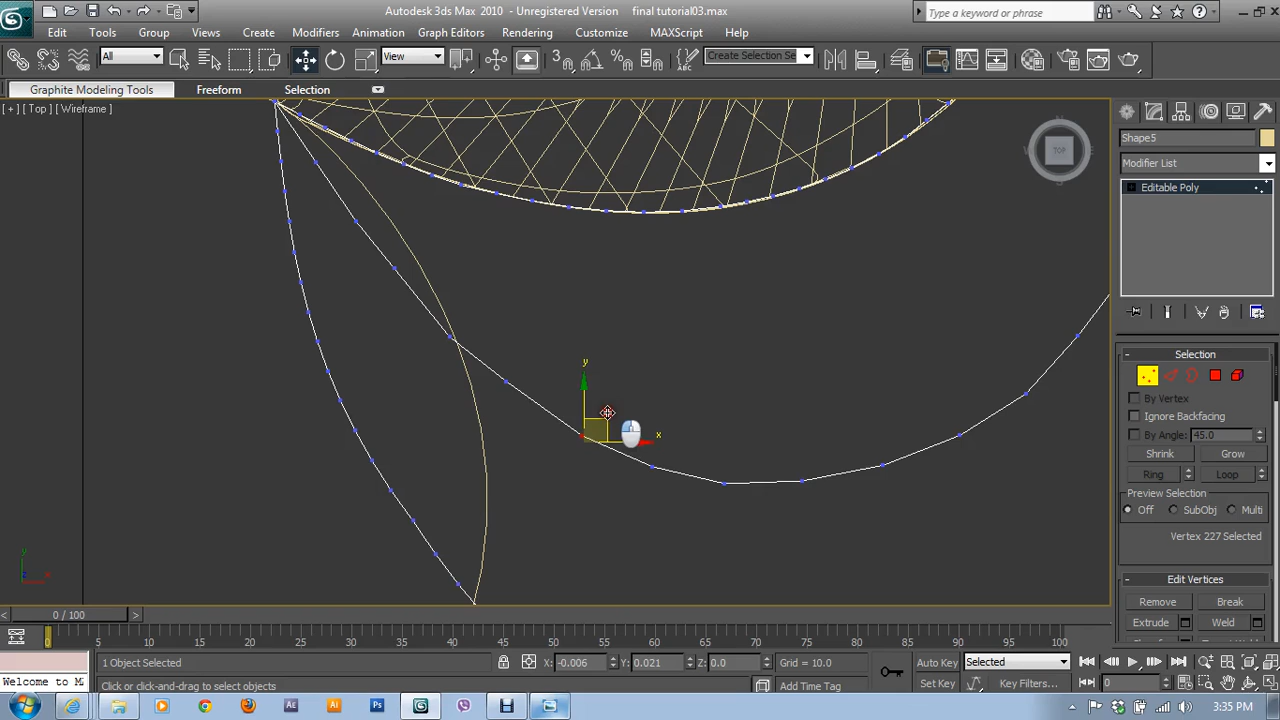 Autodesk 3ds Max 2010 - Unregistered Version final tutorial03.max
Type a keyword or phrase
Edit Tools Group Views Create Modifiers Animation Graph Editors Rendering Customize MAXScript Help
All View Create Selection Se
Graphite Modeling Tools Freeform Selection
[ + ] [ Top ] [ Wireframe ]
TOP
Shape5
Modifier List
Editable Poly
y
x
Selection
By Vertex
Ignore Backfacing
By Angle: 45.0
Shrink Grow
Ring Loop
Preview Selection
Off SubObj Multi
Vertex 227 Selected
Edit Vertices
Remove Break
Extrude Weld
< 0 / 100 >
0 5 10 15 20 25 30 35 40 45 50 55 60 65 70 75 80 85 90 95 100
1 Object Selected X: -0.006 Y: 0.021 Z: 0.0 Grid = 10.0 Auto Key Selected
Welcome to M Click or click-and-drag to select objects Add Time Tag Set Key Key Filters... 0
3:35 PM